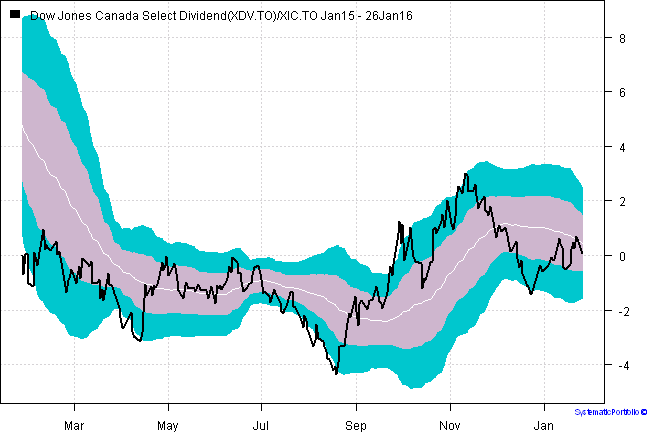 Dow Jones Canada Select Dividend(XDV.TO)/XIC.TO Jan15 - 26Jan16
8
6
4
2
0
-2
-4
Mar May Jul Sep Nov Jan
SystematicPortfolio ©